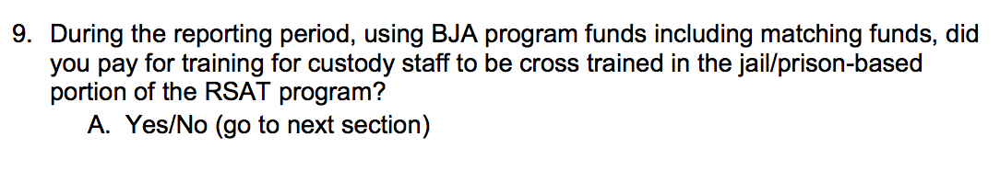 9. During the reporting period, using BJA program funds including matching funds, did
you pay for training for custody staff to be cross trained in the jail/prison-based
portion of the RSAT program?
A. Yes/No (go to next section)